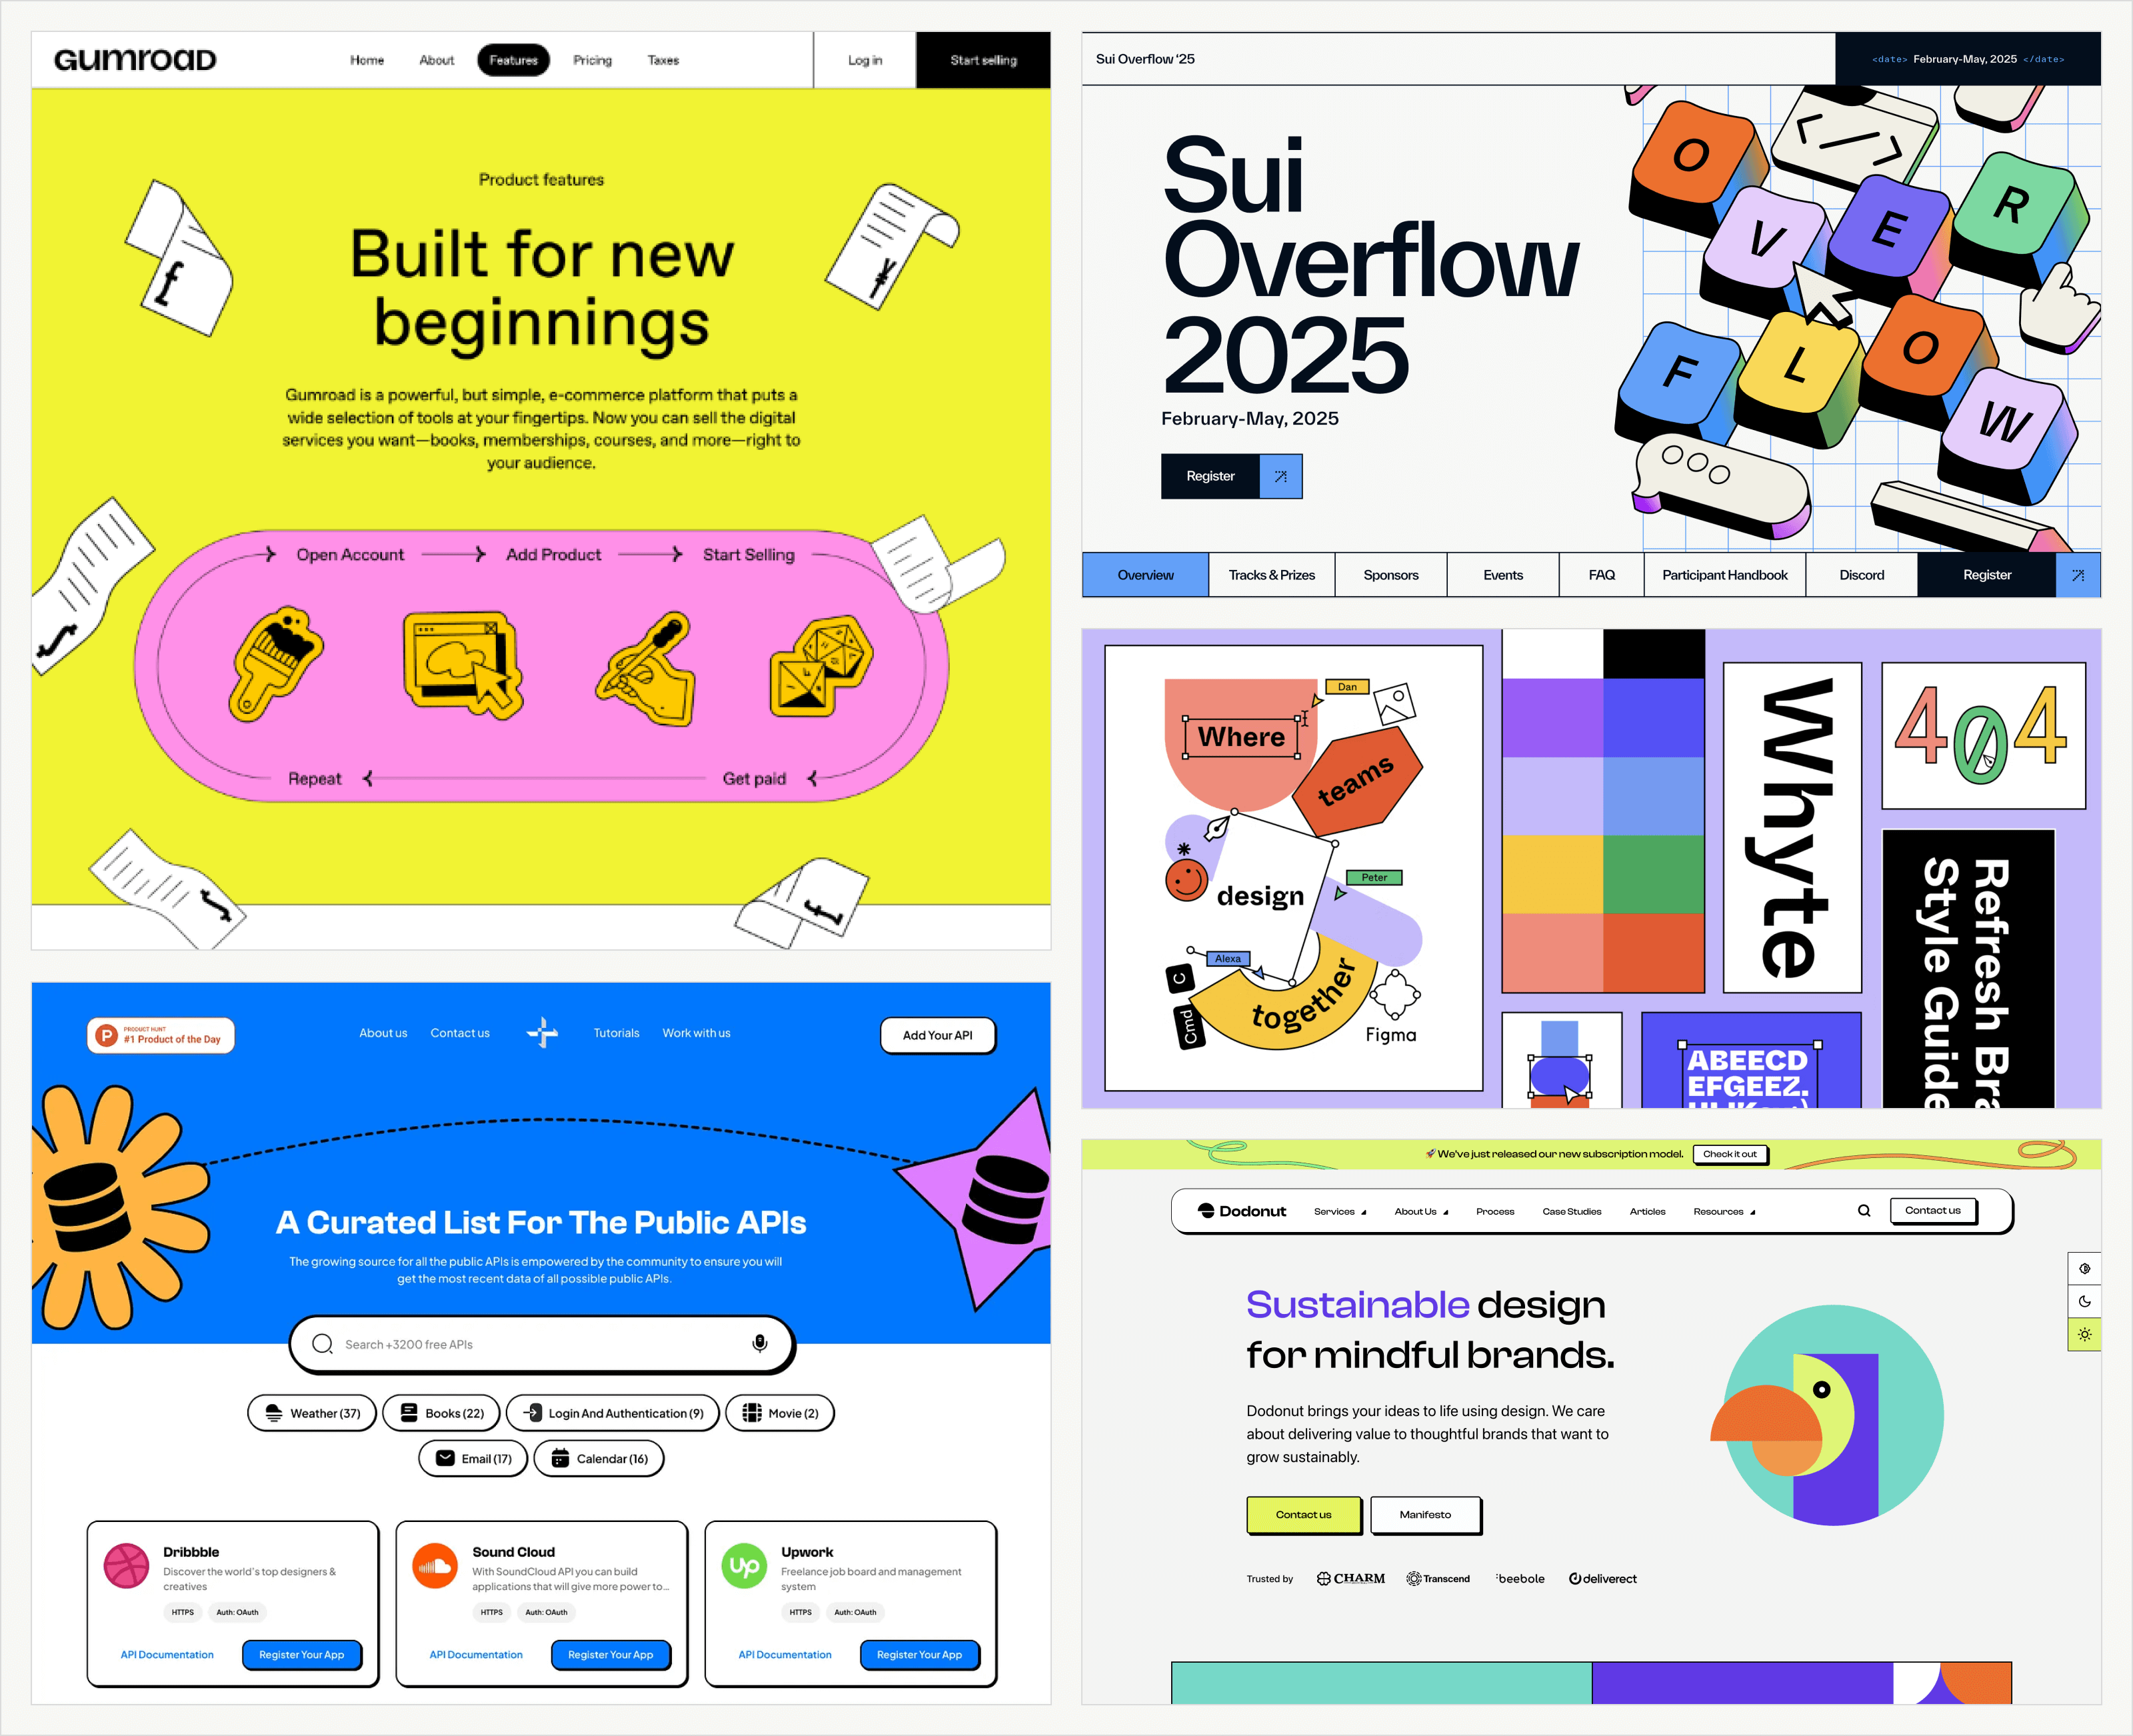 Gumroad
Home
About
Features
Pricing
Taxes
Log in
Start selling
Product features
Built for new
beginnings
Gumroad is a powerful, but simple, e-commerce platform that puts a
wide selection of tools at your fingertips. Now you can sell the digital
services you want—books, memberships, courses, and more—right to
your audience.
Open Account
Add Product
Start Selling
Repeat
Get paid
Sui Overflow ‘25
<date> February-May, 2025 </date>
Sui
Overflow
2025
February-May, 2025
Register
O
</—/>
V
E
R
F
L
O
W
Overview
Tracks & Prizes
Sponsors
Events
FAQ
Participant Handbook
Discord
Register
Where
Dan
teams
design
Peter
Alexa
together
C
Cmd
Figma
Whyte
404
Refresh Bra
Style Guide
ABEECD
EFGEEZ.
PRODUCT HUNT
#1 Product of the Day
About us
Contact us
Tutorials
Work with us
Add Your API
A Curated List For The Public APIs
The growing source for all the public APIs is empowered by the community to ensure you will
get the most recent data of all possible public APIs.
Search +3200 free APIs
Weather (37)
Books (22)
Login And Authentication (9)
Movie (2)
Email (17)
Calendar (16)
Dribbble
Discover the world's top designers &
creatives
HTTPS
Auth: OAuth
API Documentation
Register Your App
Sound Cloud
With SoundCloud API you can build
applications that will give more power to...
HTTPS
Auth: OAuth
API Documentation
Register Your App
Upwork
Freelance job board and management
system
HTTPS
Auth: OAuth
API Documentation
Register Your App
🚀 We've just released our new subscription model.
Check it out
Dodonut
Services
About Us
Process
Case Studies
Articles
Resources
Contact us
Sustainable design
for mindful brands.
Dodonut brings your ideas to life using design. We care
about delivering value to thoughtful brands that want to
grow sustainably.
Contact us
Manifesto
Trusted by
CHARM
Transcend
beebole
deliverect